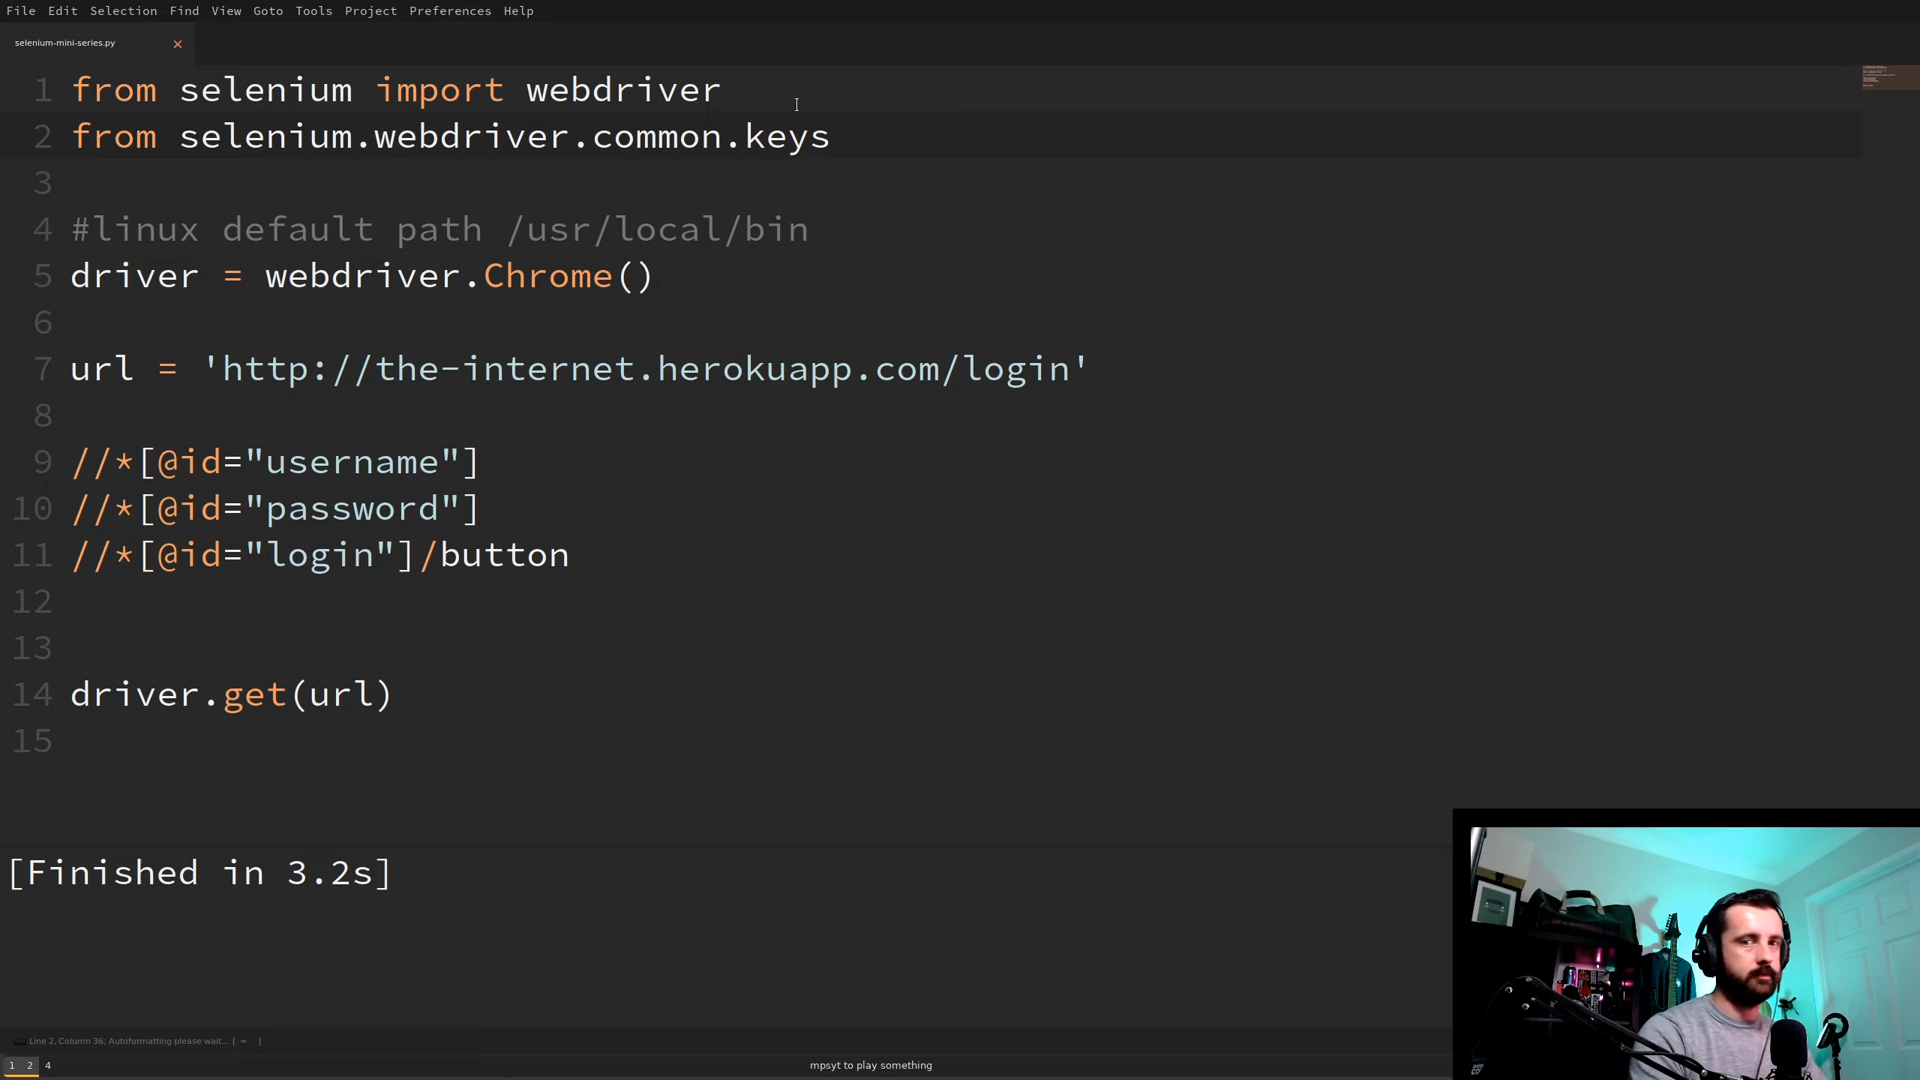 File Edit Selection Find View Goto Tools Project Preferences Help
selenium-mini-series.py
1 from selenium import webdriver
2 from selenium.webdriver.common.keys
3
4 #linux default path /usr/local/bin
5 driver = webdriver.Chrome()
6
7 url = 'http://the-internet.herokuapp.com/login'
8
9 //*[@id="username"]
10 //*[@id="password"]
11 //*[@id="login"]/button
12
13
14 driver.get(url)
15
[Finished in 3.2s]
Line 2, Column 36; Autoformatting please wait... [ = ]
1 2 4 mpsyt to play something